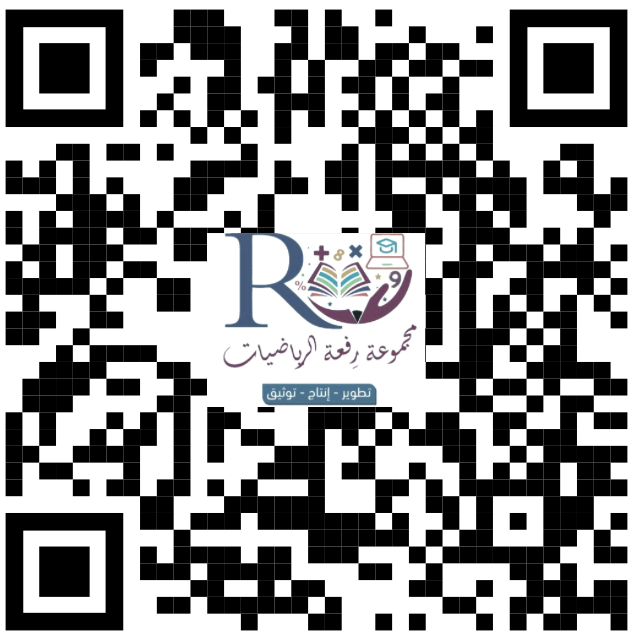 R
مجموعة رفعة الرياضيات
تطوير - إنتاج - توثيق